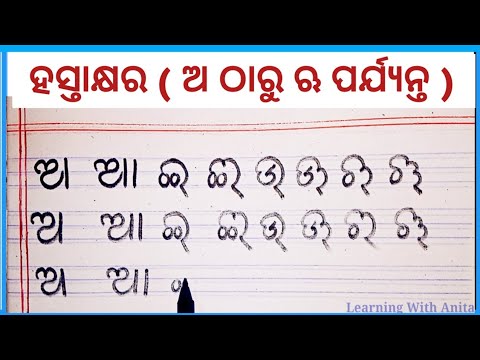 ହସ୍ତାକ୍ଷର ( ଅ ଠାରୁ ୠ ପର୍ଯ୍ୟନ୍ତ )
ଅ ଆ ଇ ଈ ଉ ଊ ଋ ୠ
ଅ ଆ ଇ ଈ ଉ ଊ ଋ ୠ
ଅ ଆ
Learning With Anita